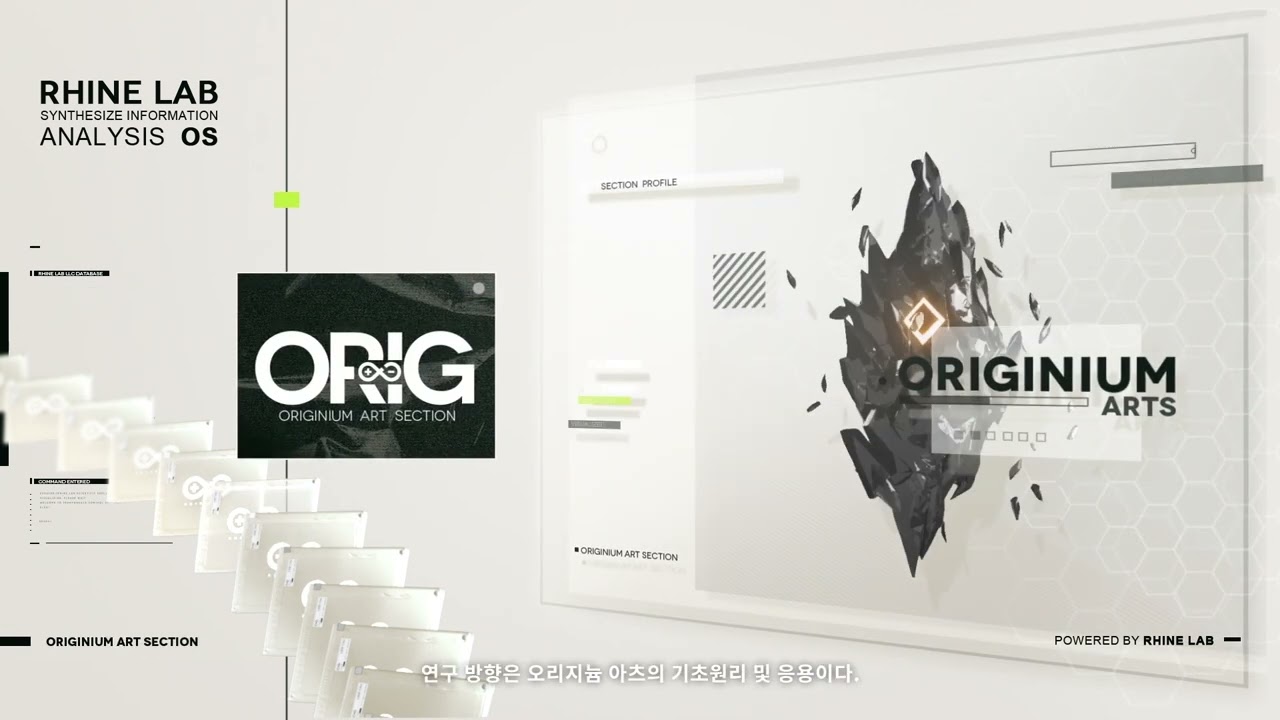 RHINE LAB
SYNTHESIZE INFORMATION
ANALYSIS OS
RHINE LAB LLC DATABASE
SECTION PROFILE
ORIG
ORIGINIUM ART SECTION
ORIGINIUM
ARTS
COMMAND ENTERED
ORIGINIUM ART SECTION
ORIGINIUM ART SECTION
POWERED BY RHINE LAB
연구 방향은 오리지늄 아츠의 기초원리 및 응용이다.